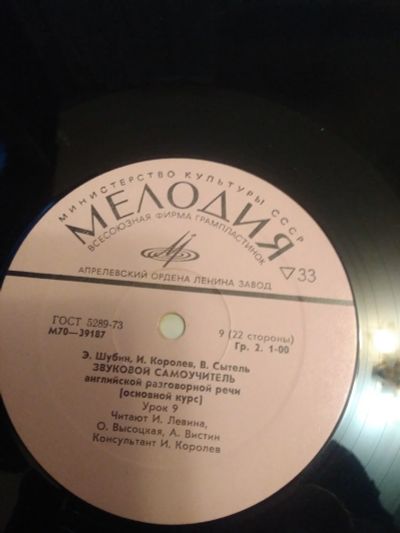 МИНИСТЕРСТВО КУЛЬТУРЫ СССР
МЕЛОДИЯ
ВСЕСОЮЗНАЯ ФИРМА ГРАМПЛАСТИНОК
АПРЕЛЕВСКИЙ ОРДЕНА ЛЕНИНА ЗАВОД
33
ГОСТ 5289-73
М70—39187
9 (22 стороны)
Гр. 2. 1-00
Э. Шубин, И. Королев, В. Сытель
ЗВУКОВОЙ САМОУЧИТЕЛЬ
английской разговорной речи
(основной курс)
Урок 9
Читают И. Левина,
О. Высоцкая, А. Вистин
Консультант И. Королев